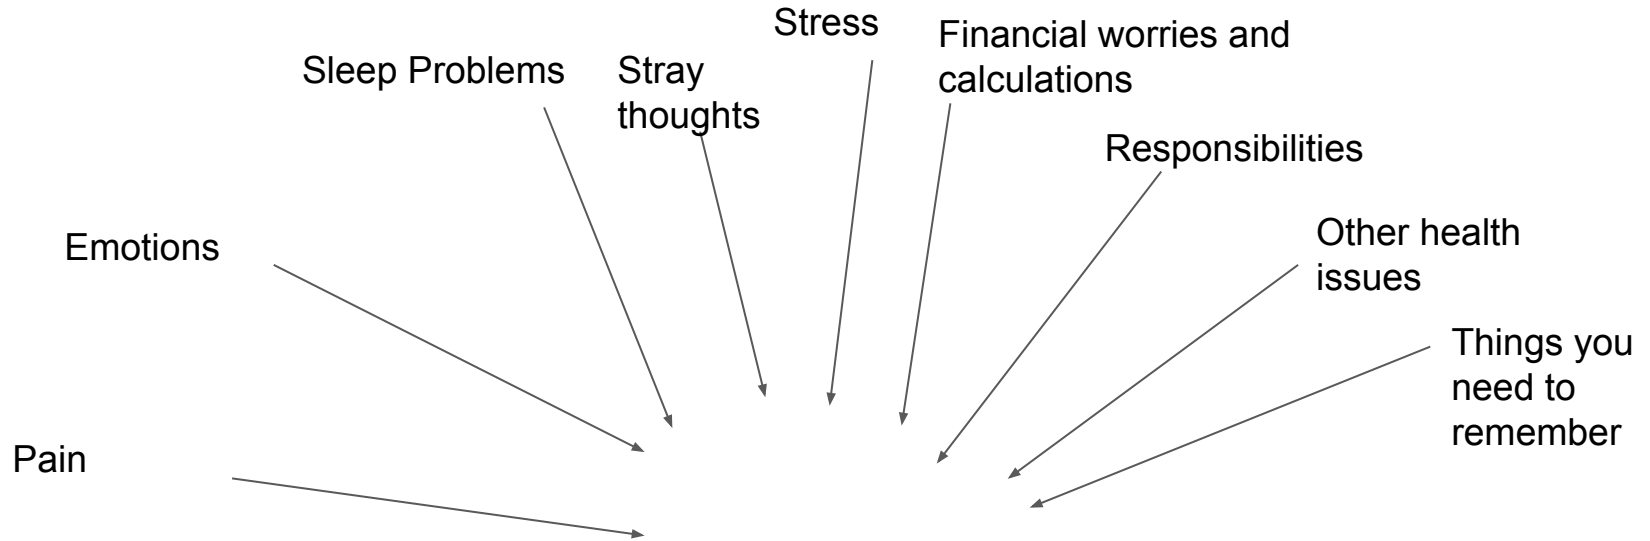 Stress
Financial worries and
calculations
Sleep Problems
Stray
thoughts
Responsibilities
Emotions
Other health
issues
Things you
need to
remember
Pain